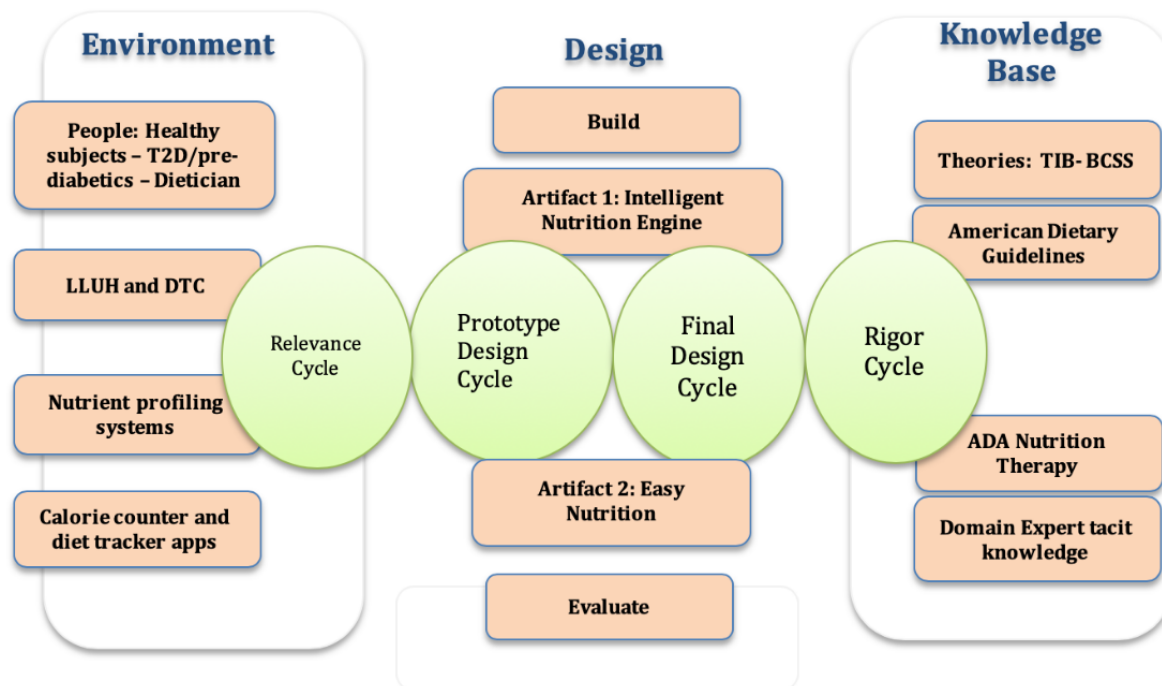 Environment
People: Healthy
subjects – T2D/pre-
diabetics – Dietician
LLUH and DTC
Nutrient profiling
systems
Calorie counter and
diet tracker apps
Relevance
Cycle
Design
Build
Artifact 1: Intelligent
Nutrition Engine
Prototype
Design
Cycle
Final
Design
Cycle
Artifact 2: Easy
Nutrition
Evaluate
Rigor
Cycle
Knowledge
Base
Theories:  TIB- BCSS
American Dietary
Guidelines
ADA Nutrition
Therapy
Domain Expert tacit
knowledge